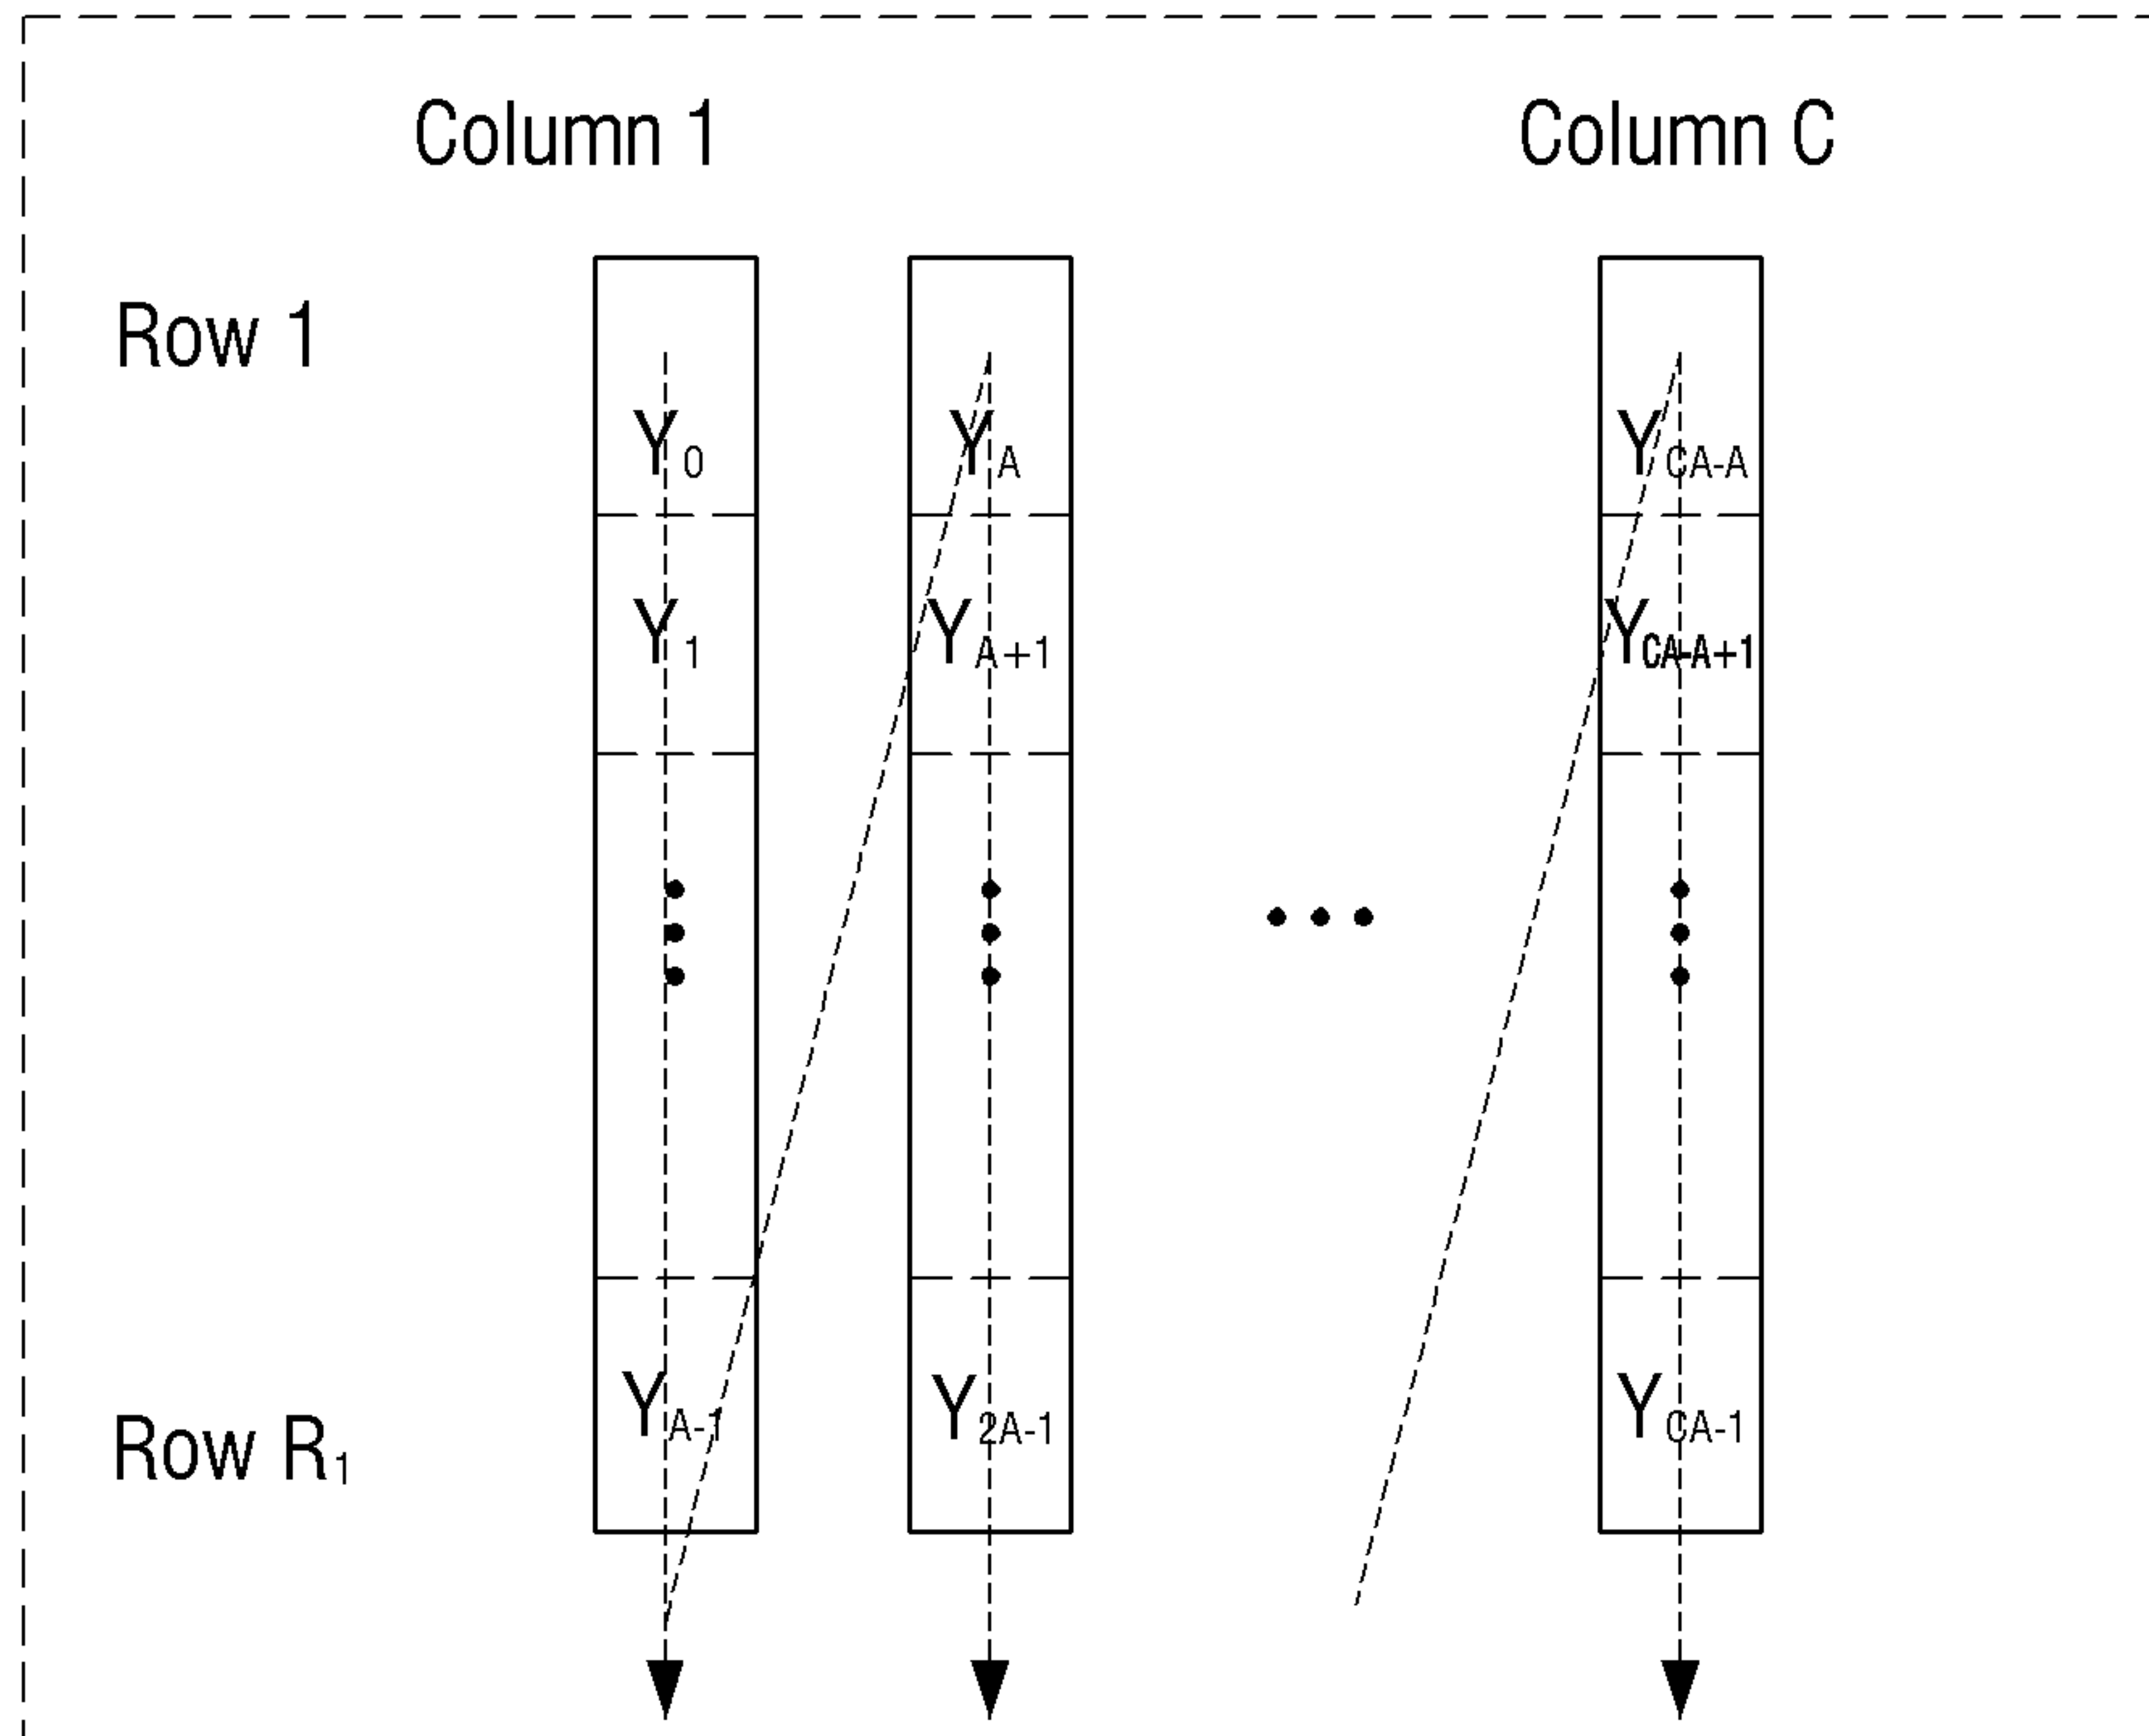 Column 1 Column C
Row 1
Y0 YA YCA-A
Y1 YA+1 YCA-A+1
Row R1 YA-1 Y2A-1 YCA-1